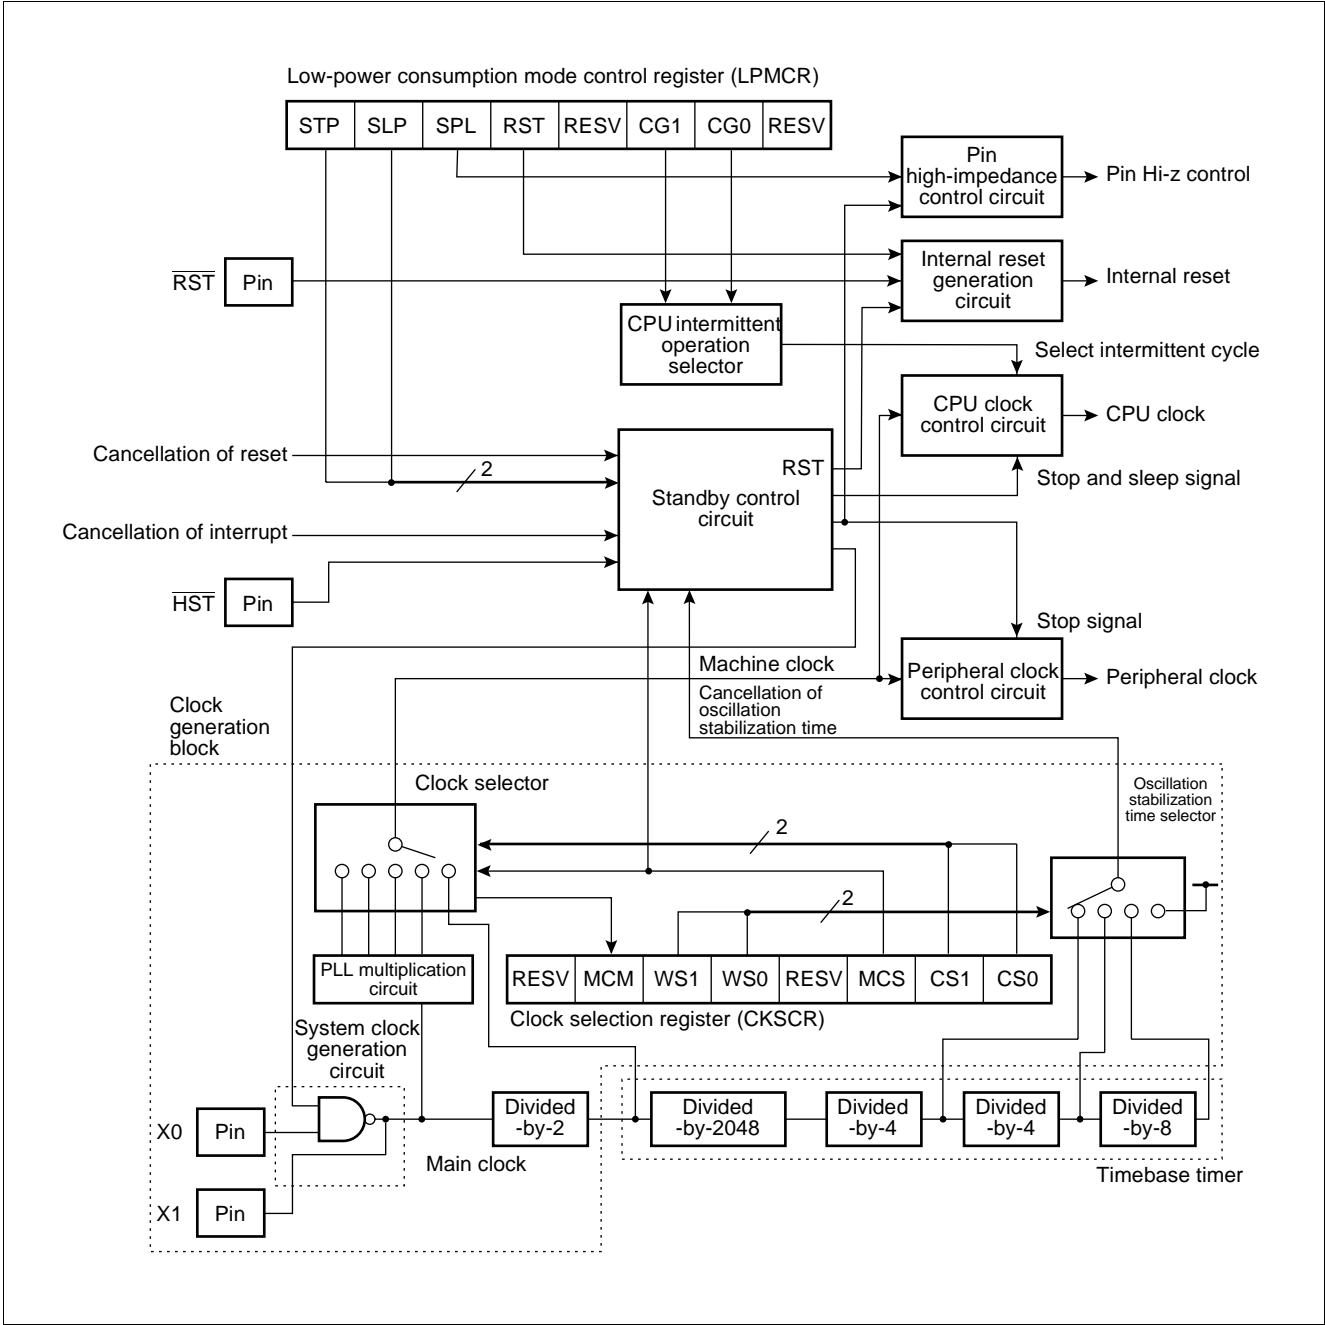 Low-power consumption mode control register (LPMCR)
STP SLP SPL RST RESV CG1 CG0 RESV
Pin
high-impedance
control circuit
Pin Hi-z control
RST
Pin
Internal reset
generation
circuit
Internal reset
CPU intermittent
operation
selector
Select intermittent cycle
CPU clock
control circuit
CPU clock
Cancellation of reset
2
RST
Standby control
circuit
Stop and sleep signal
Cancellation of interrupt
HST
Pin
Stop signal
Machine clock
Peripheral clock
control circuit
Peripheral clock
Cancellation of
oscillation
stabilization time
Clock
generation
block
Clock selector
Oscillation
stabilization
time selector
2
2
PLL multiplication
circuit
RESV MCM WS1 WS0 RESV MCS CS1 CS0
Clock selection register (CKSCR)
System clock
generation
circuit
X0
Pin
Divided
-by-2
Divided
-by-2048
Divided
-by-4
Divided
-by-4
Divided
-by-8
Main clock
Timebase timer
X1
Pin